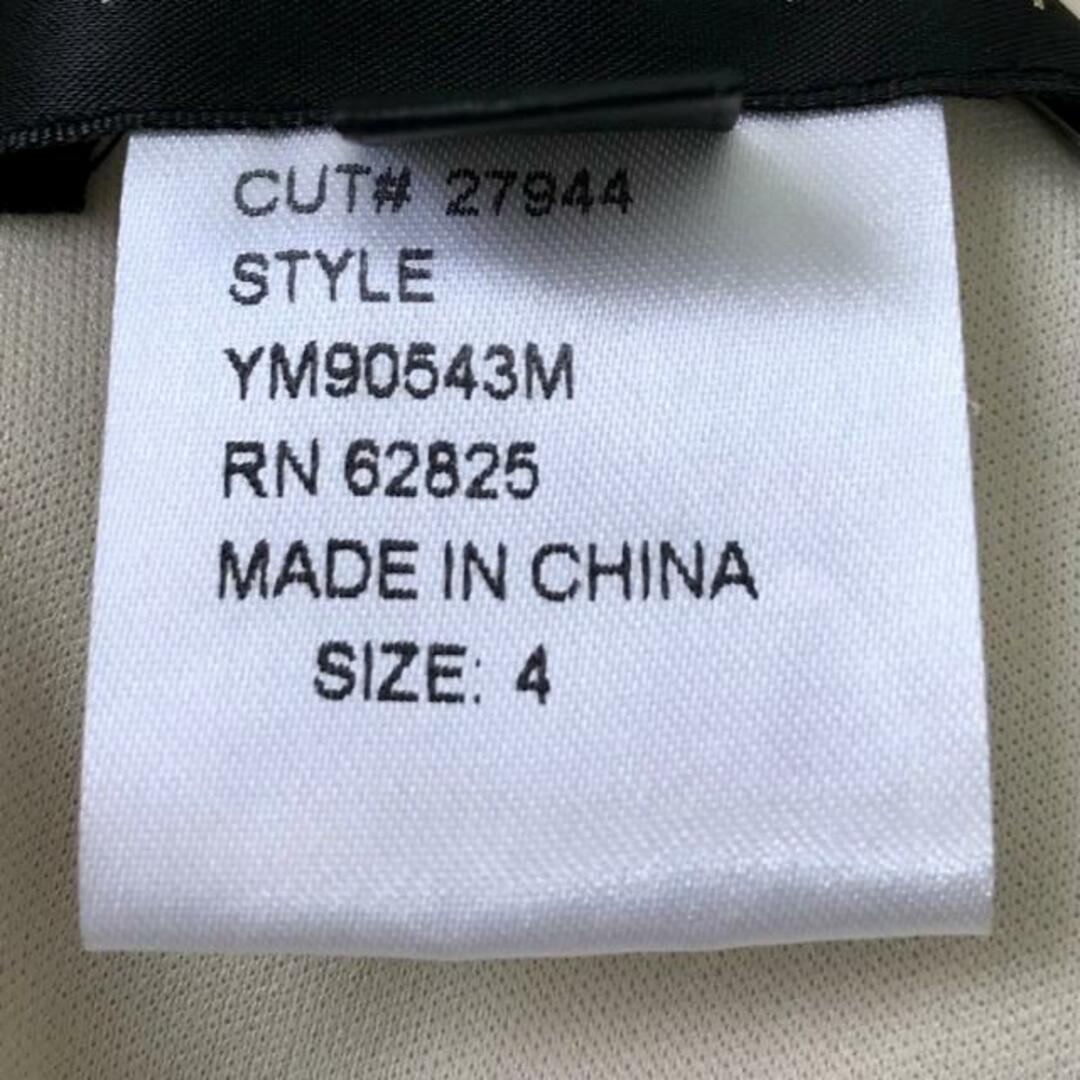 CUT# 27944
STYLE
YM90543M
RN 62825
MADE IN CHINA
SIZE: 4